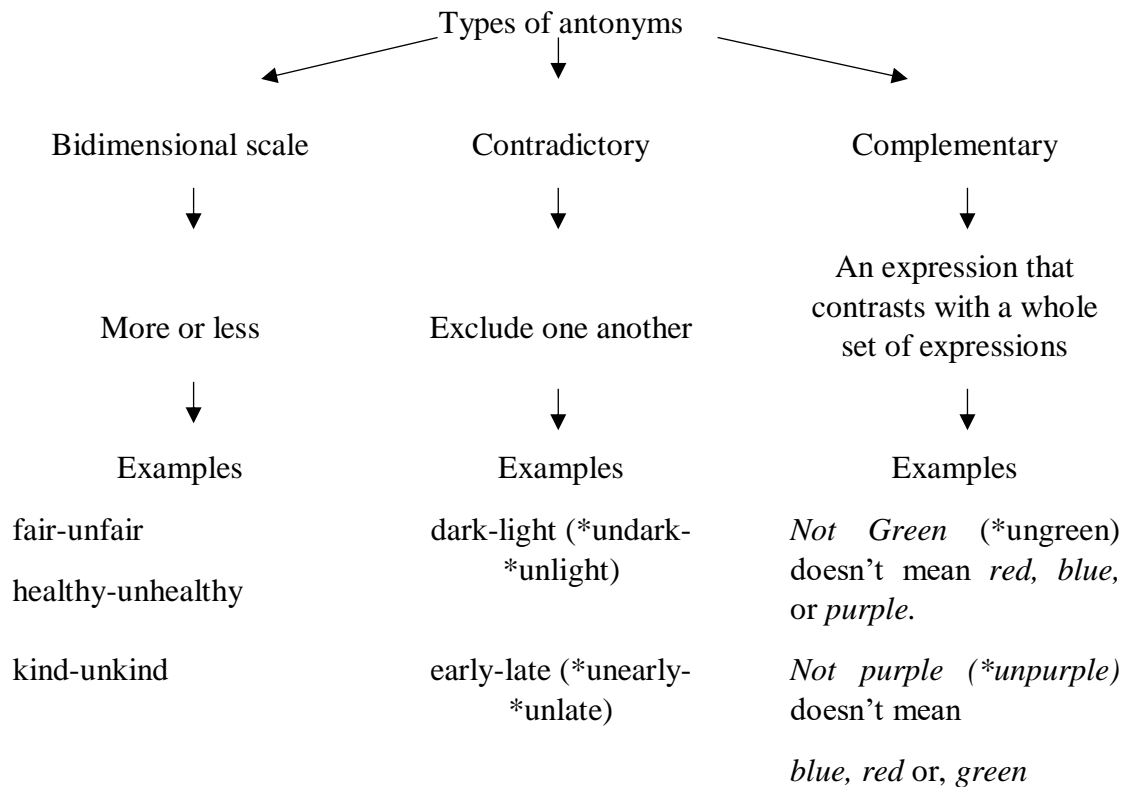 Types of antonyms
Bidimensional scale
Contradictory
Complementary
More or less
Exclude one another
An expression that
contrasts with a whole
set of expressions
Examples
Examples
Examples
fair-unfair
healthy-unhealthy
kind-unkind
dark-light (*undark-
*unlight)
early-late (*unearly-
*unlate)
Not Green (*ungreen)
doesn’t mean red, blue,
or purple.
Not purple (*unpurple)
doesn’t mean
blue, red or, green